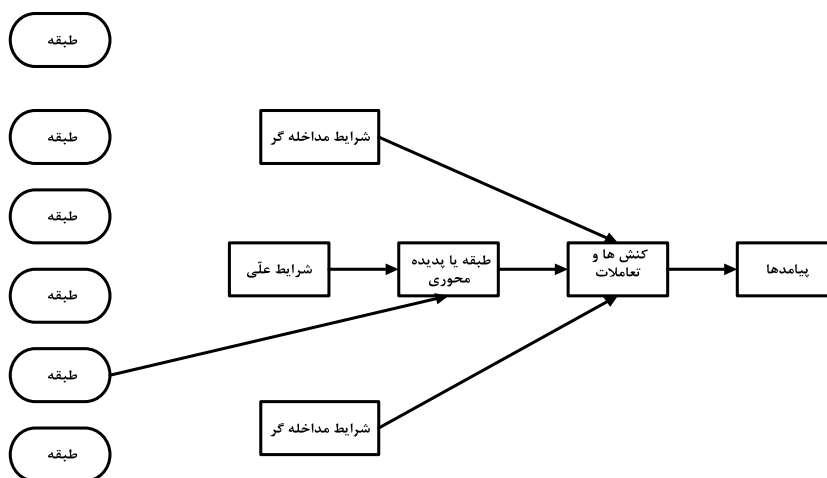 طبقه
طبقه
شرایط مداخله گر
طبقه
شرایط علّی
طبقه یا پدیده
محوری
کنش ها و
تعاملات
پیامدها
طبقه
طبقه
شرایط مداخله گر
طبقه